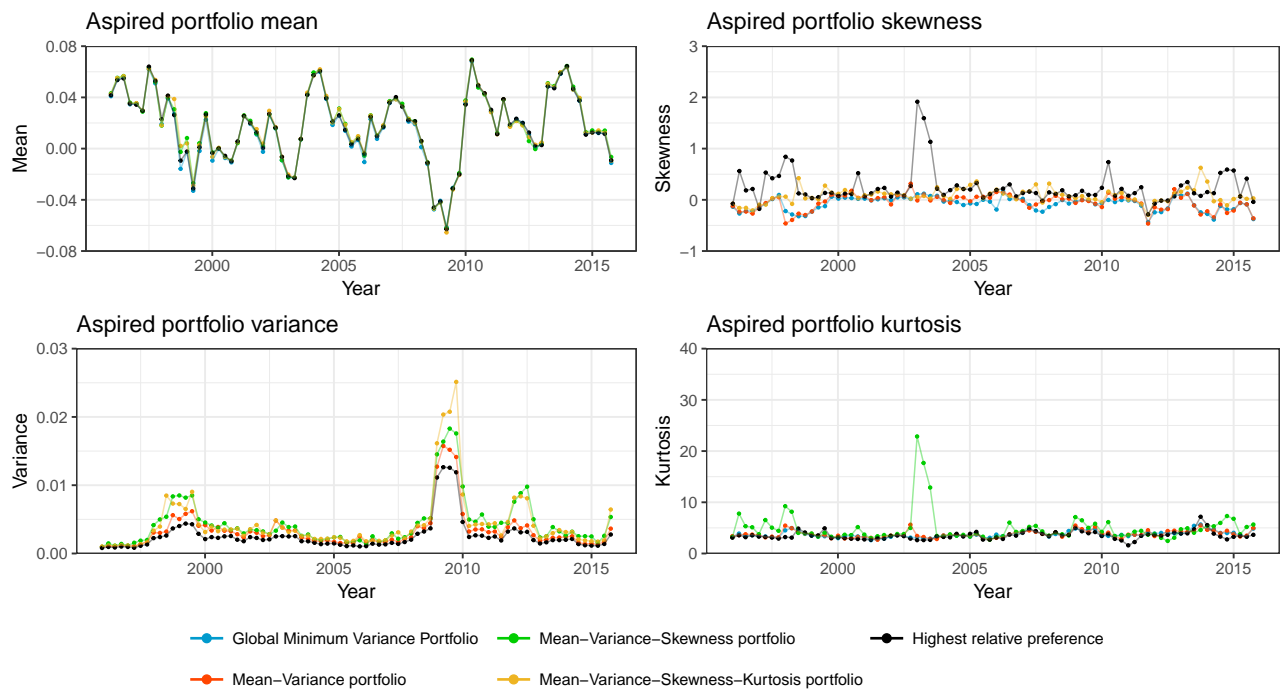 Aspired portfolio mean
0.08
0.04
0.00
−0.04
−0.08
Mean
2000 2005 2010 2015
Year
Aspired portfolio skewness
3
2
1
0
−1
Skewness
2000 2005 2010 2015
Year
Aspired portfolio variance
0.03
0.02
0.01
0.00
Variance
2000 2005 2010 2015
Year
Aspired portfolio kurtosis
40
30
20
10
0
Kurtosis
2000 2005 2010 2015
Year
Global Minimum Variance Portfolio
Mean−Variance−Skewness portfolio
Highest relative preference
Mean−Variance portfolio
Mean−Variance−Skewness−Kurtosis portfolio